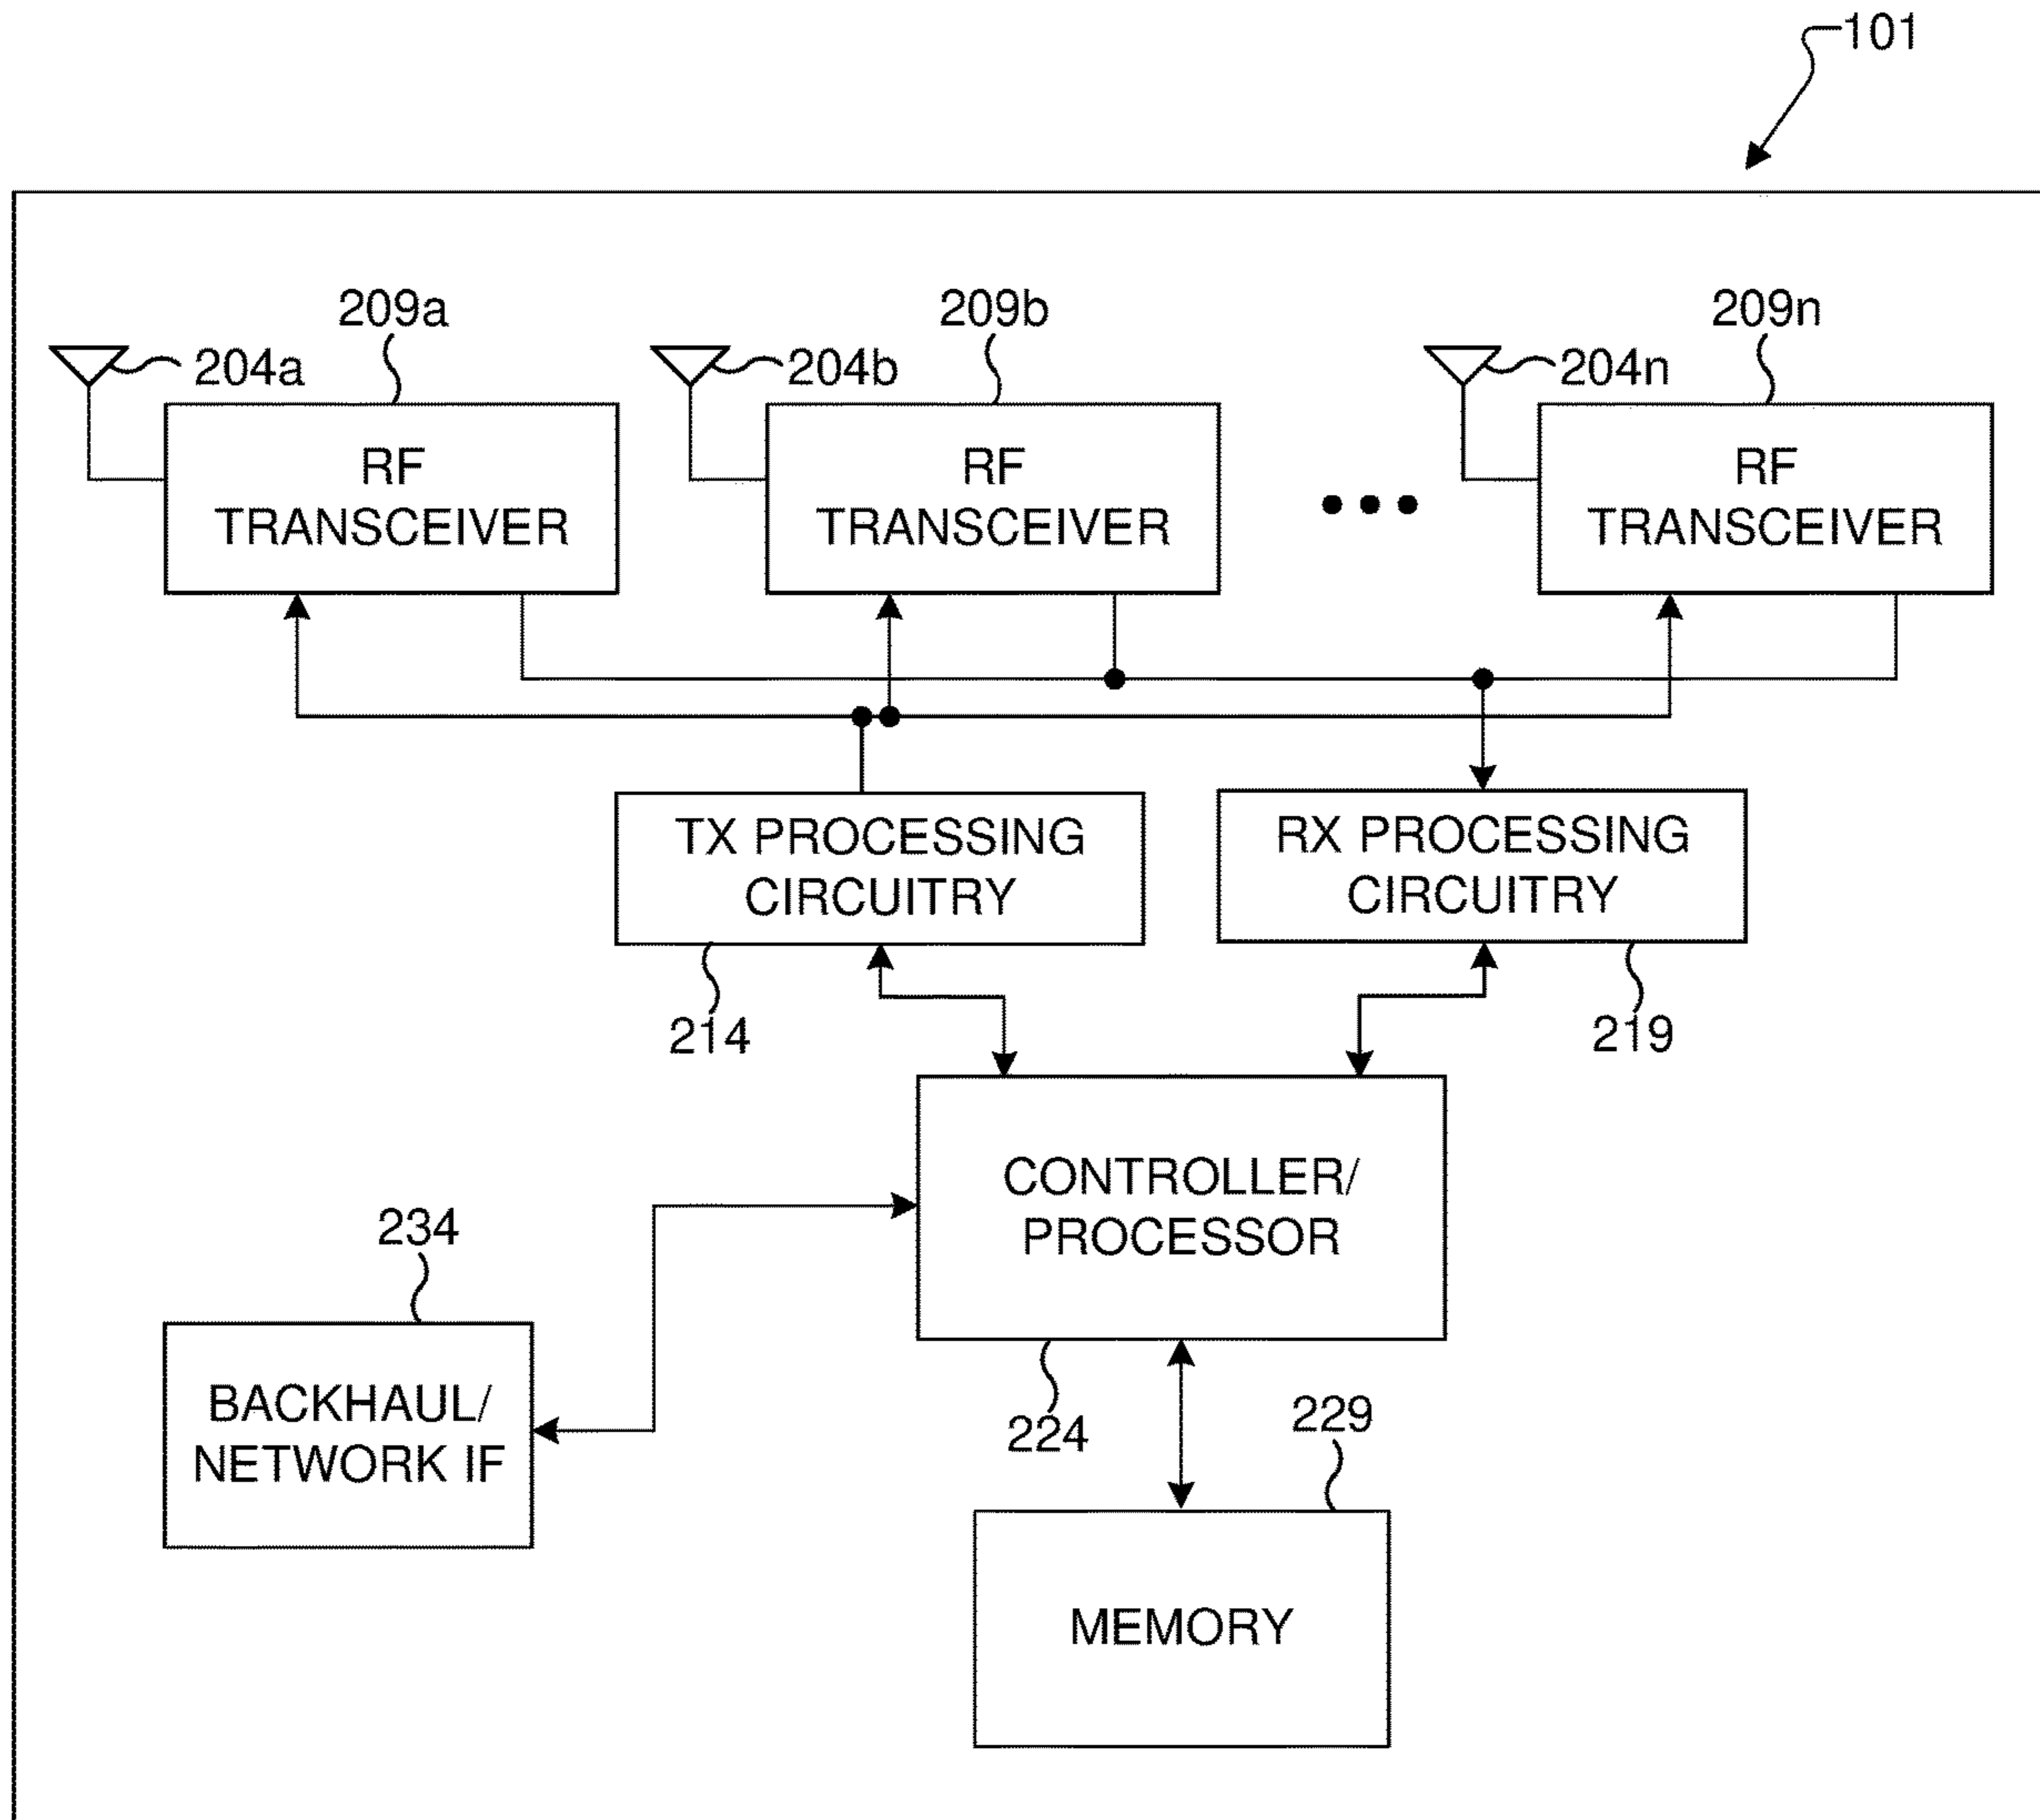 101
209a
209b
209n
204a
204b
204n
RF
TRANSCEIVER
RF
TRANSCEIVER
RF
TRANSCEIVER
TX PROCESSING
CIRCUITRY
RX PROCESSING
CIRCUITRY
214
219
CONTROLLER/
PROCESSOR
234
BACKHAUL/
NETWORK IF
224
229
MEMORY